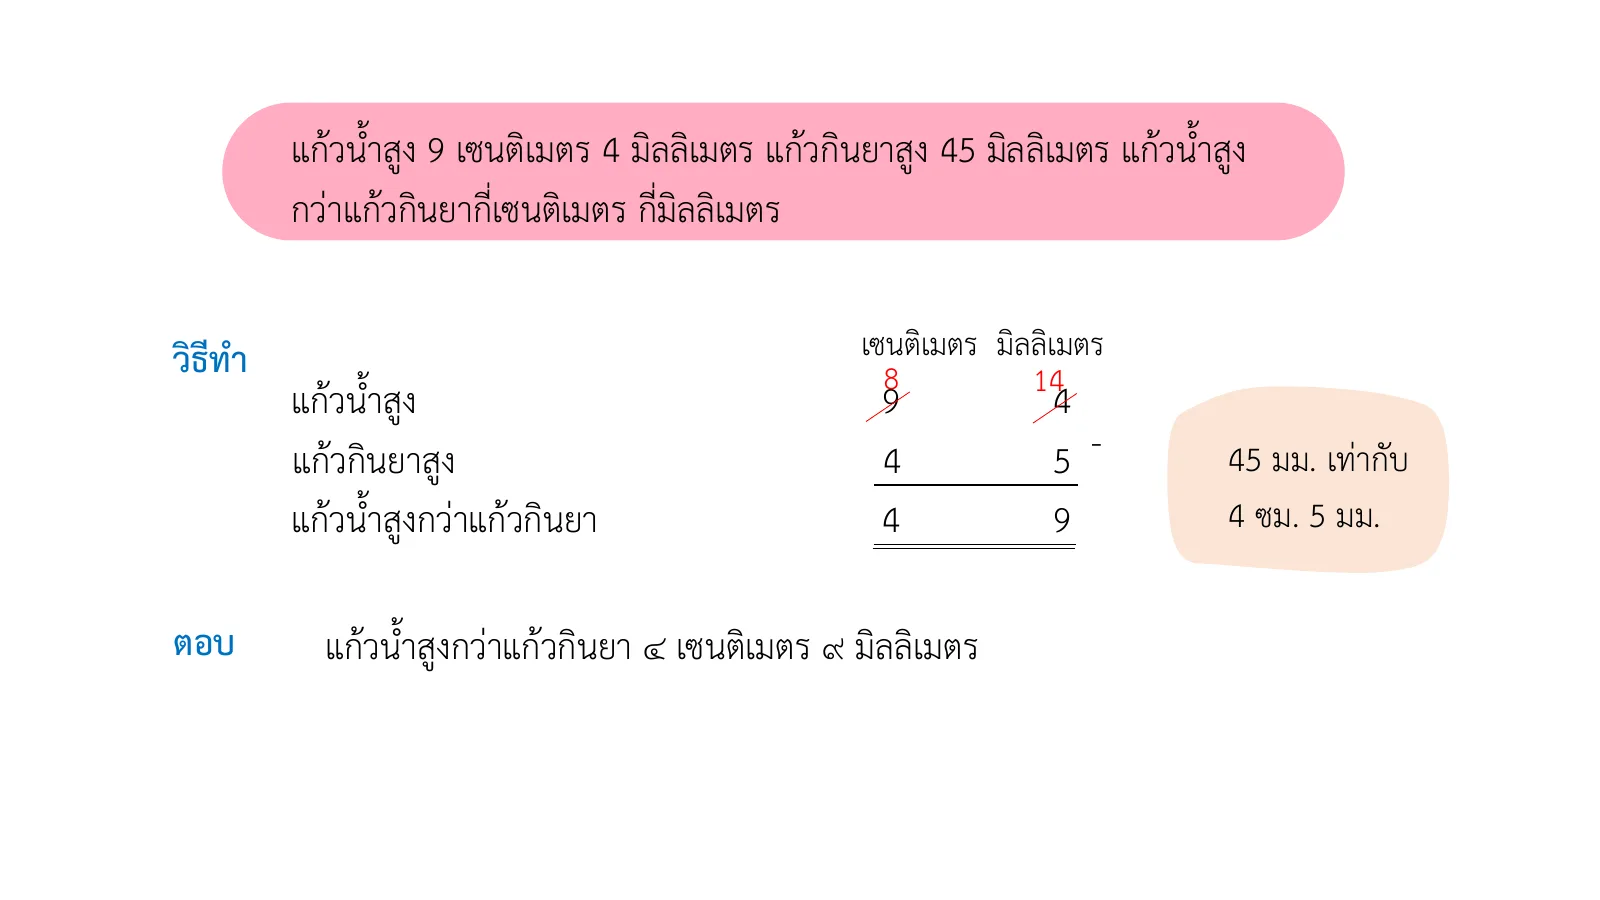 แก้วน้ำสูง 9 เซนติเมตร 4 มิลลิเมตร แก้วกินยาสูง 45 มิลลิเมตร แก้วน้ำสูง
กว่าแก้วกินยากี่เซนติเมตร กี่มิลลิเมตร
วิธีทำ
เซนติเมตร มิลลิเมตร
8 14
แก้วน้ำสูง 9 4
แก้วกินยาสูง 4 5 -
แก้วน้ำสูงกว่าแก้วกินยา 4 9
45 มม. เท่ากับ
4 ซม. 5 มม.
ตอบ แก้วน้ำสูงกว่าแก้วกินยา ๔ เซนติเมตร ๙ มิลลิเมตร